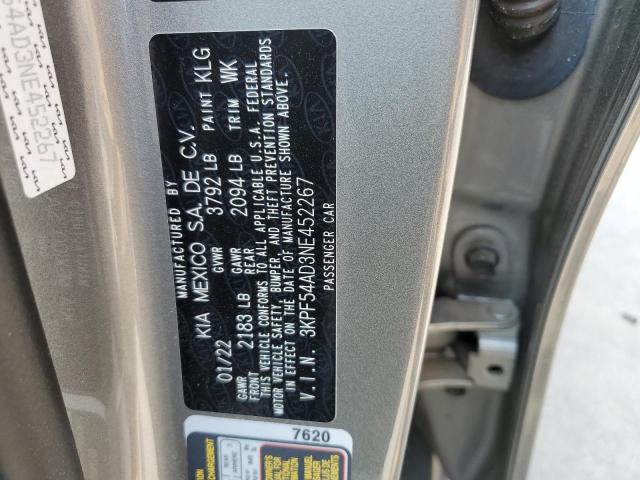 MANUFACTURED BY
KIA MEXICO S.A. DE C.V.
01/22 GVWR 3792 LB PAINT KLG
GAWR FRONT 2183 LB GAWR REAR 2094 LB TRIM WK
THIS VEHICLE CONFORMS TO ALL APPLICABLE U.S.A. FEDERAL
MOTOR VEHICLE SAFETY, BUMPER, AND THEFT PREVENTION STANDARDS
IN EFFECT ON THE DATE OF MANUFACTURE SHOWN ABOVE.
V.I.N. 3KPF54AD3NE452267
PASSENGER CAR
54AD3NE452267
7620